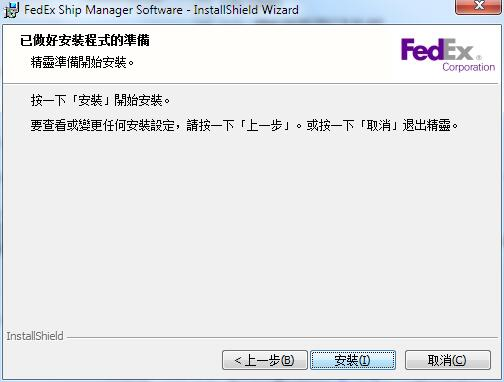 FedEx Ship Manager Software - InstallShield Wizard
已做好安裝程式的準備
精靈準備開始安裝。
FedEx®
Corporation
按一下「安裝」開始安裝。
要查看或變更任何安裝設定，請按一下「上一步」。或按一下「取消」退出精靈。
InstallShield
< 上一步(B)
安裝(I)
取消(C)